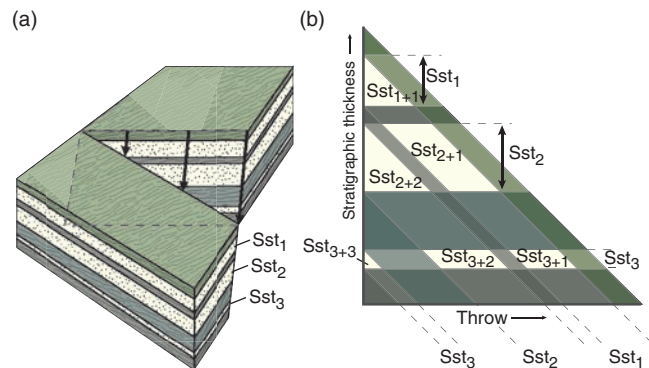 (a)
Sst₁
Sst₂
Sst₃
(b)
Stratigraphic thickness
Sst₁
Sst₁₊₁
Sst₂₊₁
Sst₂
Sst₂₊₂
Sst₃₊₃
Sst₃₊₂
Sst₃₊₁
Sst₃
Throw
Sst₃
Sst₂
Sst₁